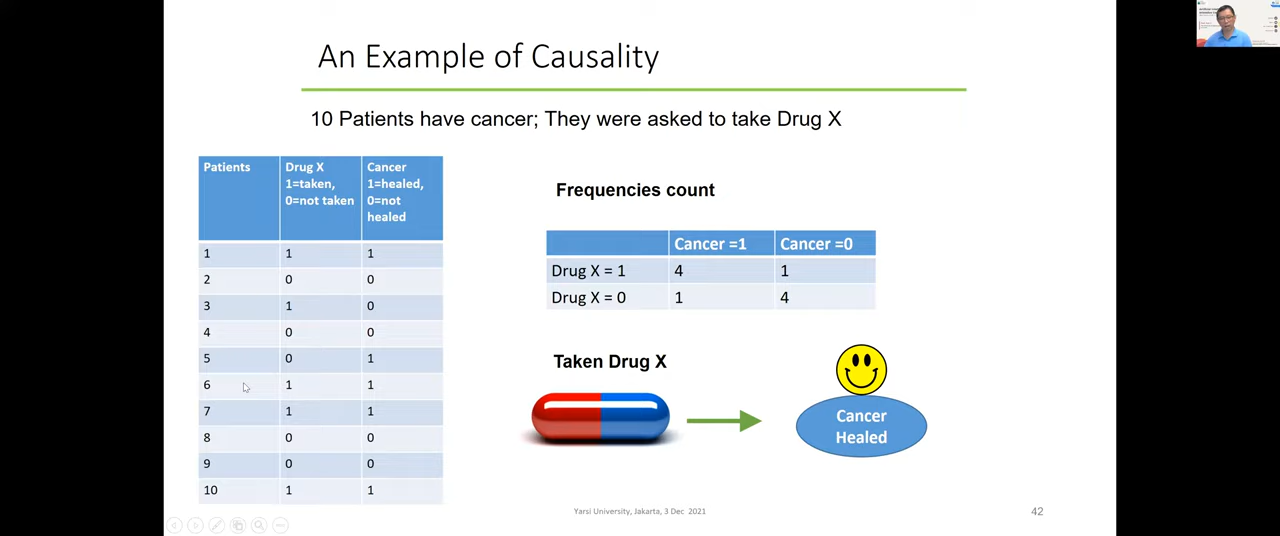 An Example of Causality
10 Patients have cancer; They were asked to take Drug X
Patients
Drug X
1=taken,
0=not taken
Cancer
1=healed,
0=not
healed
1 1 1
2 0 0
3 1 0
4 0 0
5 0 1
6 1 1
7 1 1
8 0 0
9 0 0
10 1 1
Frequencies count
Cancer =1 Cancer =0
Drug X = 1 4 1
Drug X = 0 1 4
Taken Drug X
Cancer
Healed
Yarsi University, Jakarta, 3 Dec 2021
42